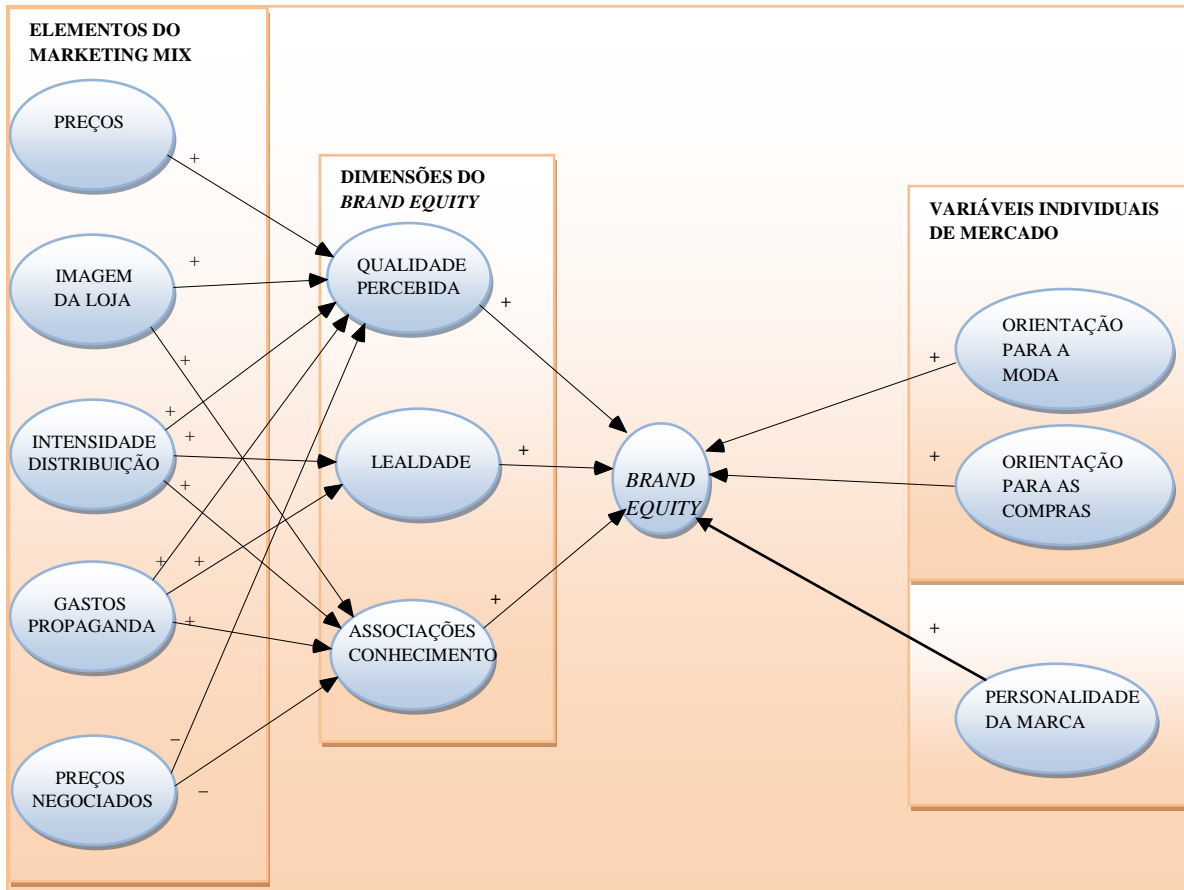 ELEMENTOS DO
MARKETING MIX
PREÇOS
+
IMAGEM
DA LOJA
+
+
INTENSIDADE
DISTRIBUIÇÃO
+
+
+
GASTOS
PROPAGANDA
+
+
+
PREÇOS
NEGOCIADOS
–
–
DIMENSÕES DO
BRAND EQUITY
QUALIDADE
PERCEBIDA
+
LEALDADE
+
ASSOCIAÇÕES
CONHECIMENTO
+
BRAND
EQUITY
VARIÁVEIS INDIVIDUAIS
DE MERCADO
ORIENTAÇÃO
PARA A
MODA
+
ORIENTAÇÃO
PARA AS
COMPRAS
+
PERSONALIDADE
DA MARCA
+